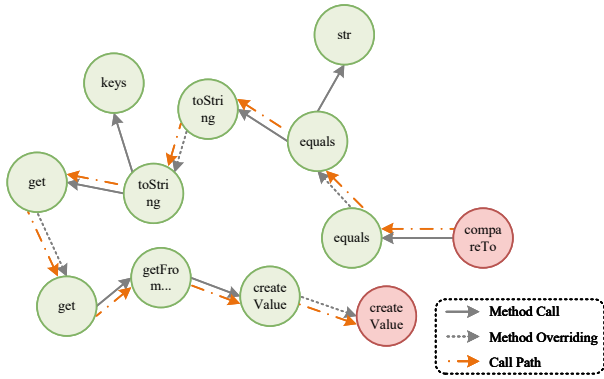 str
keys
toStri
ng
equals
get
toStri
ng
equals
compa
reTo
getFro
m...
get
create
Value
create
Value
Method Call
Method Overriding
Call Path